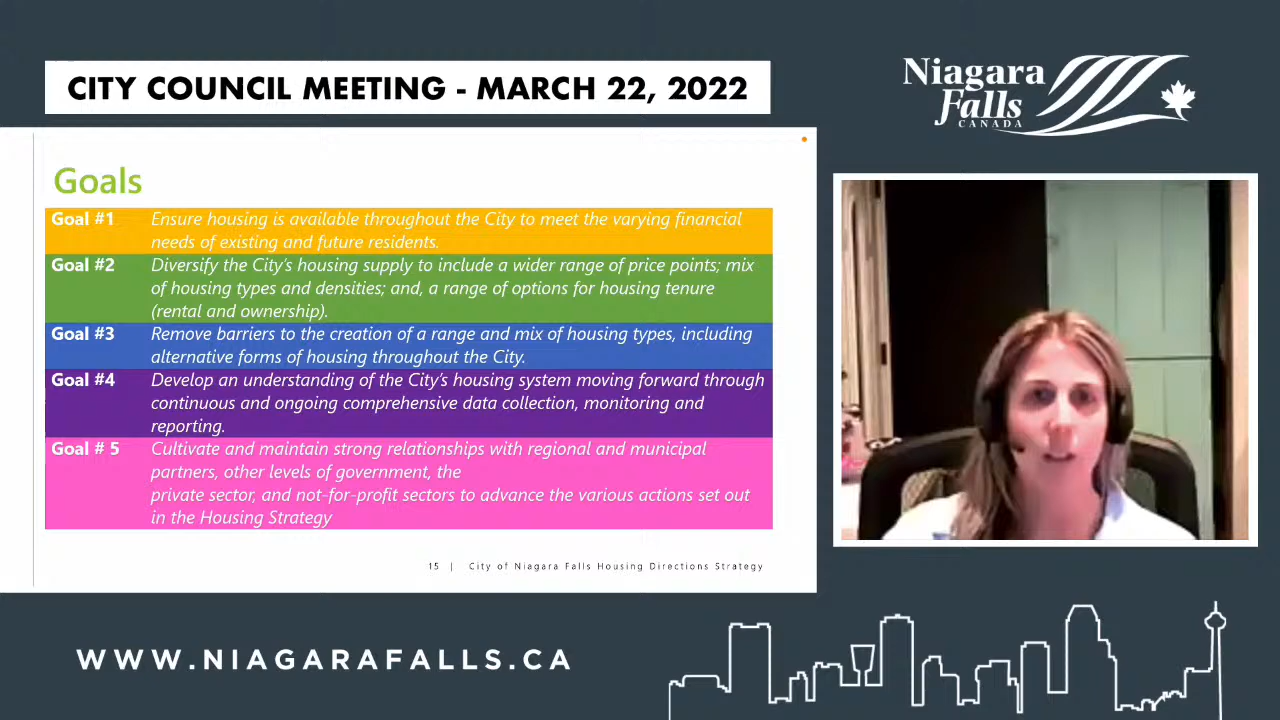 CITY COUNCIL MEETING - MARCH 22, 2022
Niagara
Falls
CANADA
Goals
Goal #1 Ensure housing is available throughout the City to meet the varying financial
needs of existing and future residents.
Goal #2 Diversify the City's housing supply to include a wider range of price points; mix
of housing types and densities; and, a range of options for housing tenure
(rental and ownership).
Goal #3 Remove barriers to the creation of a range and mix of housing types, including
alternative forms of housing throughout the City.
Goal #4 Develop an understanding of the City's housing system moving forward through
continuous and ongoing comprehensive data collection, monitoring and
reporting.
Goal # 5 Cultivate and maintain strong relationships with regional and municipal
partners, other levels of government, the
private sector, and not-for-profit sectors to advance the various actions set out
in the Housing Strategy
15 | City of Niagara Falls Housing Directions Strategy
WWW.NIAGARAFALLS.CA